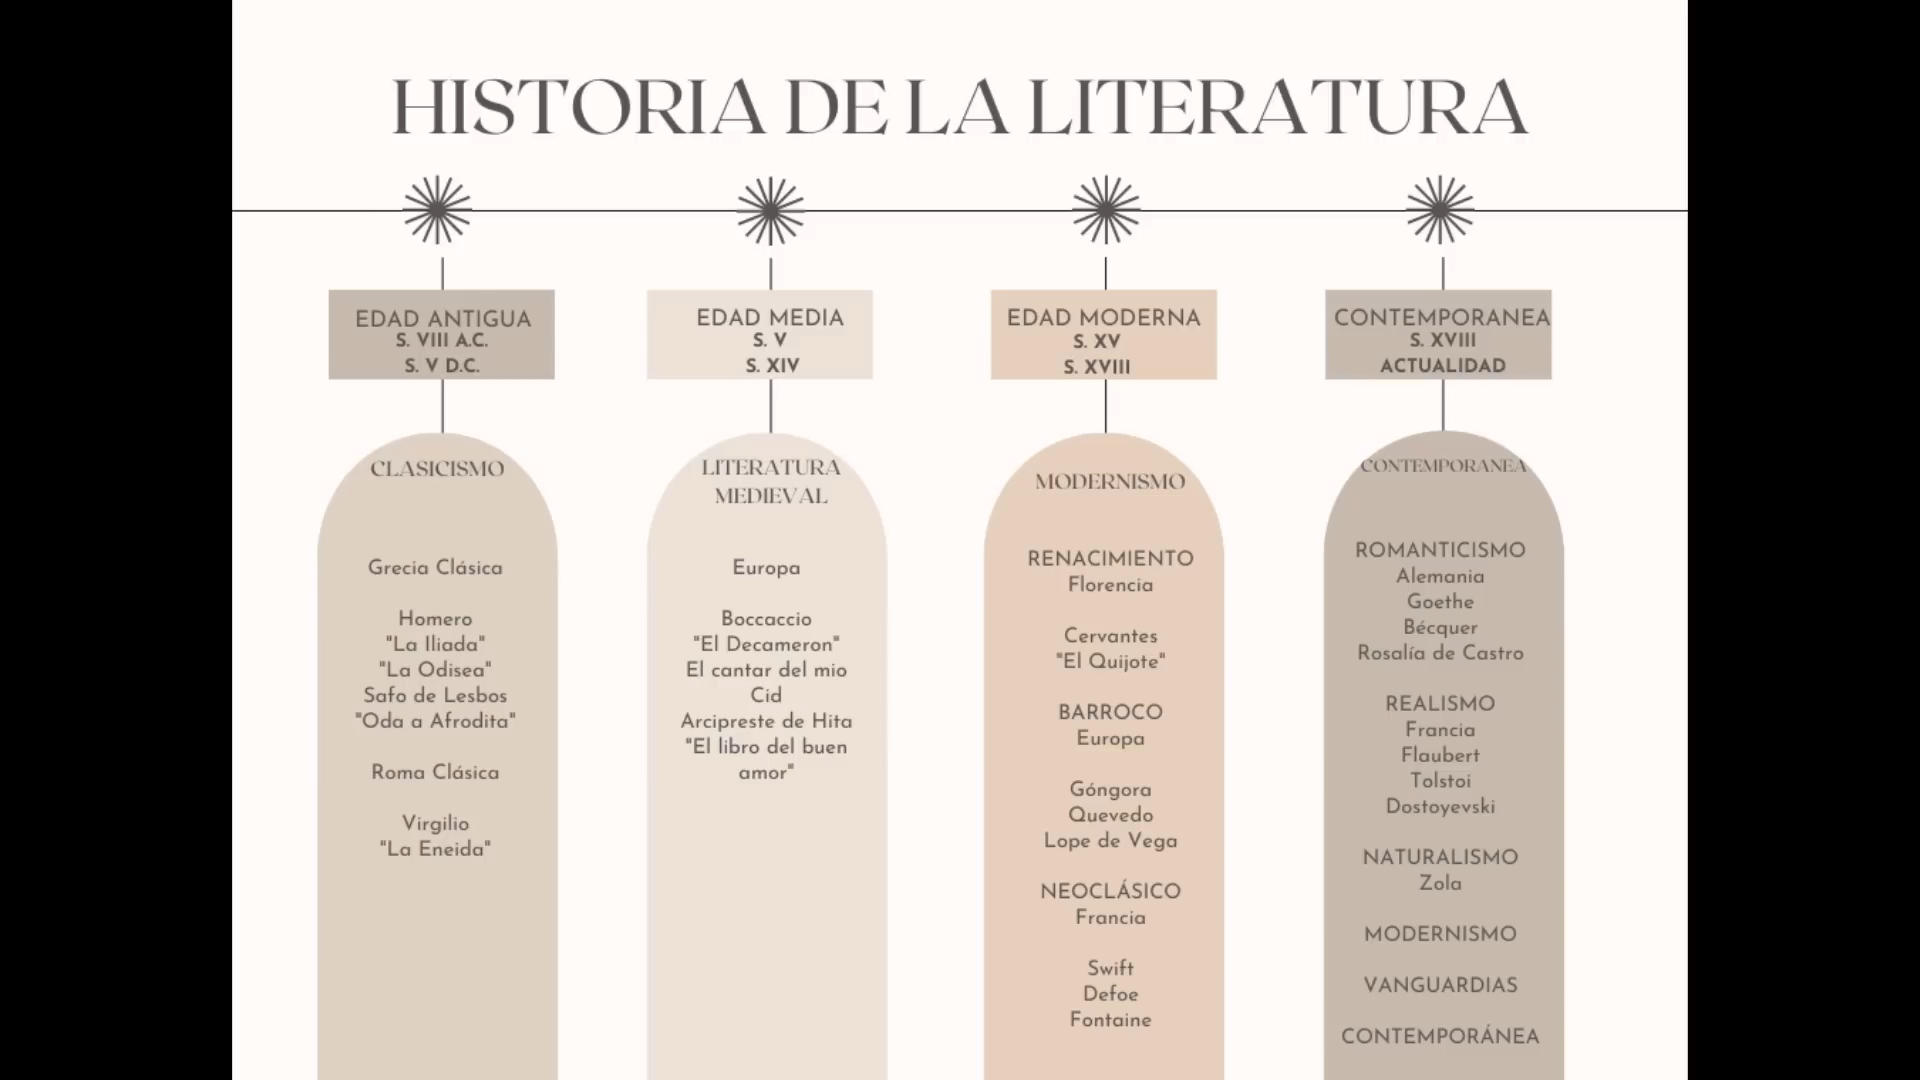 HISTORIA DE LA LITERATURA
EDAD ANTIGUA
S. VIII A.C.
S. V D.C.
CLASICISMO
Grecia Clásica
Homero
"La Iliada"
"La Odisea"
Safo de Lesbos
"Oda a Afrodita"
Roma Clásica
Virgilio
"La Eneida"
EDAD MEDIA
S. V
S. XIV
LITERATURA
MEDIEVAL
Europa
Boccaccio
"El Decameron"
El cantar del mio
Cid
Arcipreste de Hita
"El libro del buen
amor"
EDAD MODERNA
S. XV
S. XVIII
MODERNISMO
RENACIMIENTO
Florencia
Cervantes
"El Quijote"
BARROCO
Europa
Góngora
Quevedo
Lope de Vega
NEOCLÁSICO
Francia
Swift
Defoe
Fontaine
CONTEMPORANEA
S. XVIII
ACTUALIDAD
CONTEMPORANEA
ROMANTICISMO
Alemania
Goethe
Bécquer
Rosalía de Castro
REALISMO
Francia
Flaubert
Tolstoi
Dostoyevski
NATURALISMO
Zola
MODERNISMO
VANGUARDIAS
CONTEMPORÁNEA